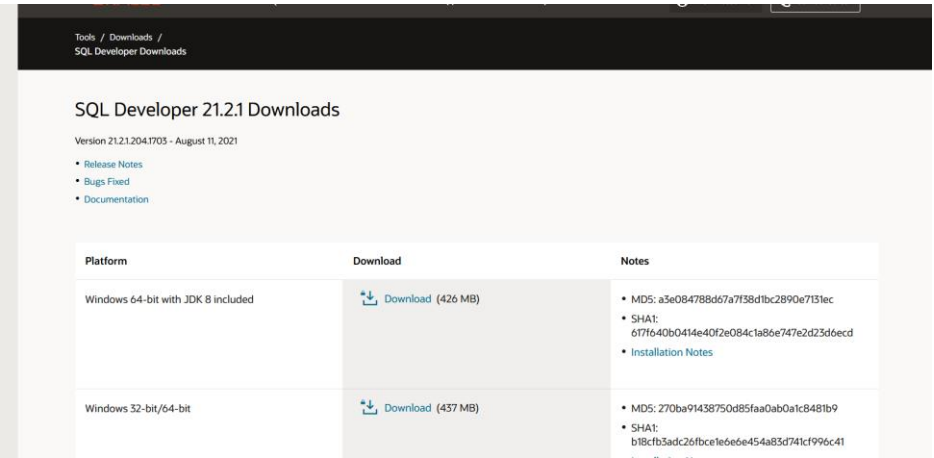 Tools / Downloads /
SQL Developer Downloads
SQL Developer 21.2.1 Downloads
Version 21.2.1.204.1703 - August 11, 2021
• Release Notes
• Bugs Fixed
• Documentation
Platform Download Notes
Windows 64-bit with JDK 8 included Download (426 MB) • MD5: a3e084788d67a7f38d1bc2890e7131ec
• SHA1:
617f640b0414e40f2e084c1a86e747e2d23d6ecd
• Installation Notes
Windows 32-bit/64-bit Download (437 MB) • MD5: 270ba91438750d85faa0ab0a1c8481b9
• SHA1:
b18cfb3adc26fbce1e6e6e454a83d741cf996c41